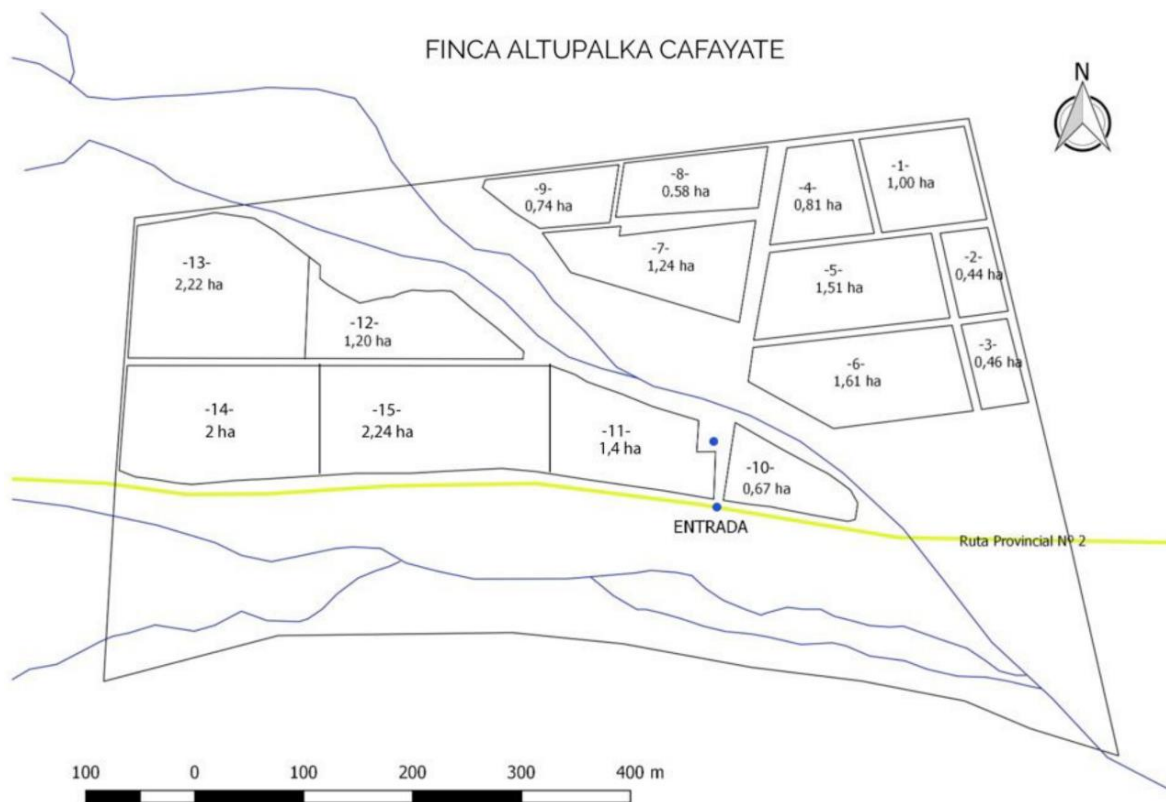 FINCA ALTUPALKA CAFAYATE
N
-1-
1,00 ha
-8-
0.58 ha
-4-
0,81 ha
-9-
0,74 ha
-7-
1,24 ha
-2-
0,44 ha
-13-
2,22 ha
-5-
1,51 ha
-12-
1,20 ha
-3-
0,46 ha
-6-
1,61 ha
-14-
2 ha
-15-
2,24 ha
-11-
1,4 ha
-10-
0,67 ha
ENTRADA
Ruta Provincial Nº 2
100 0 100 200 300 400 m